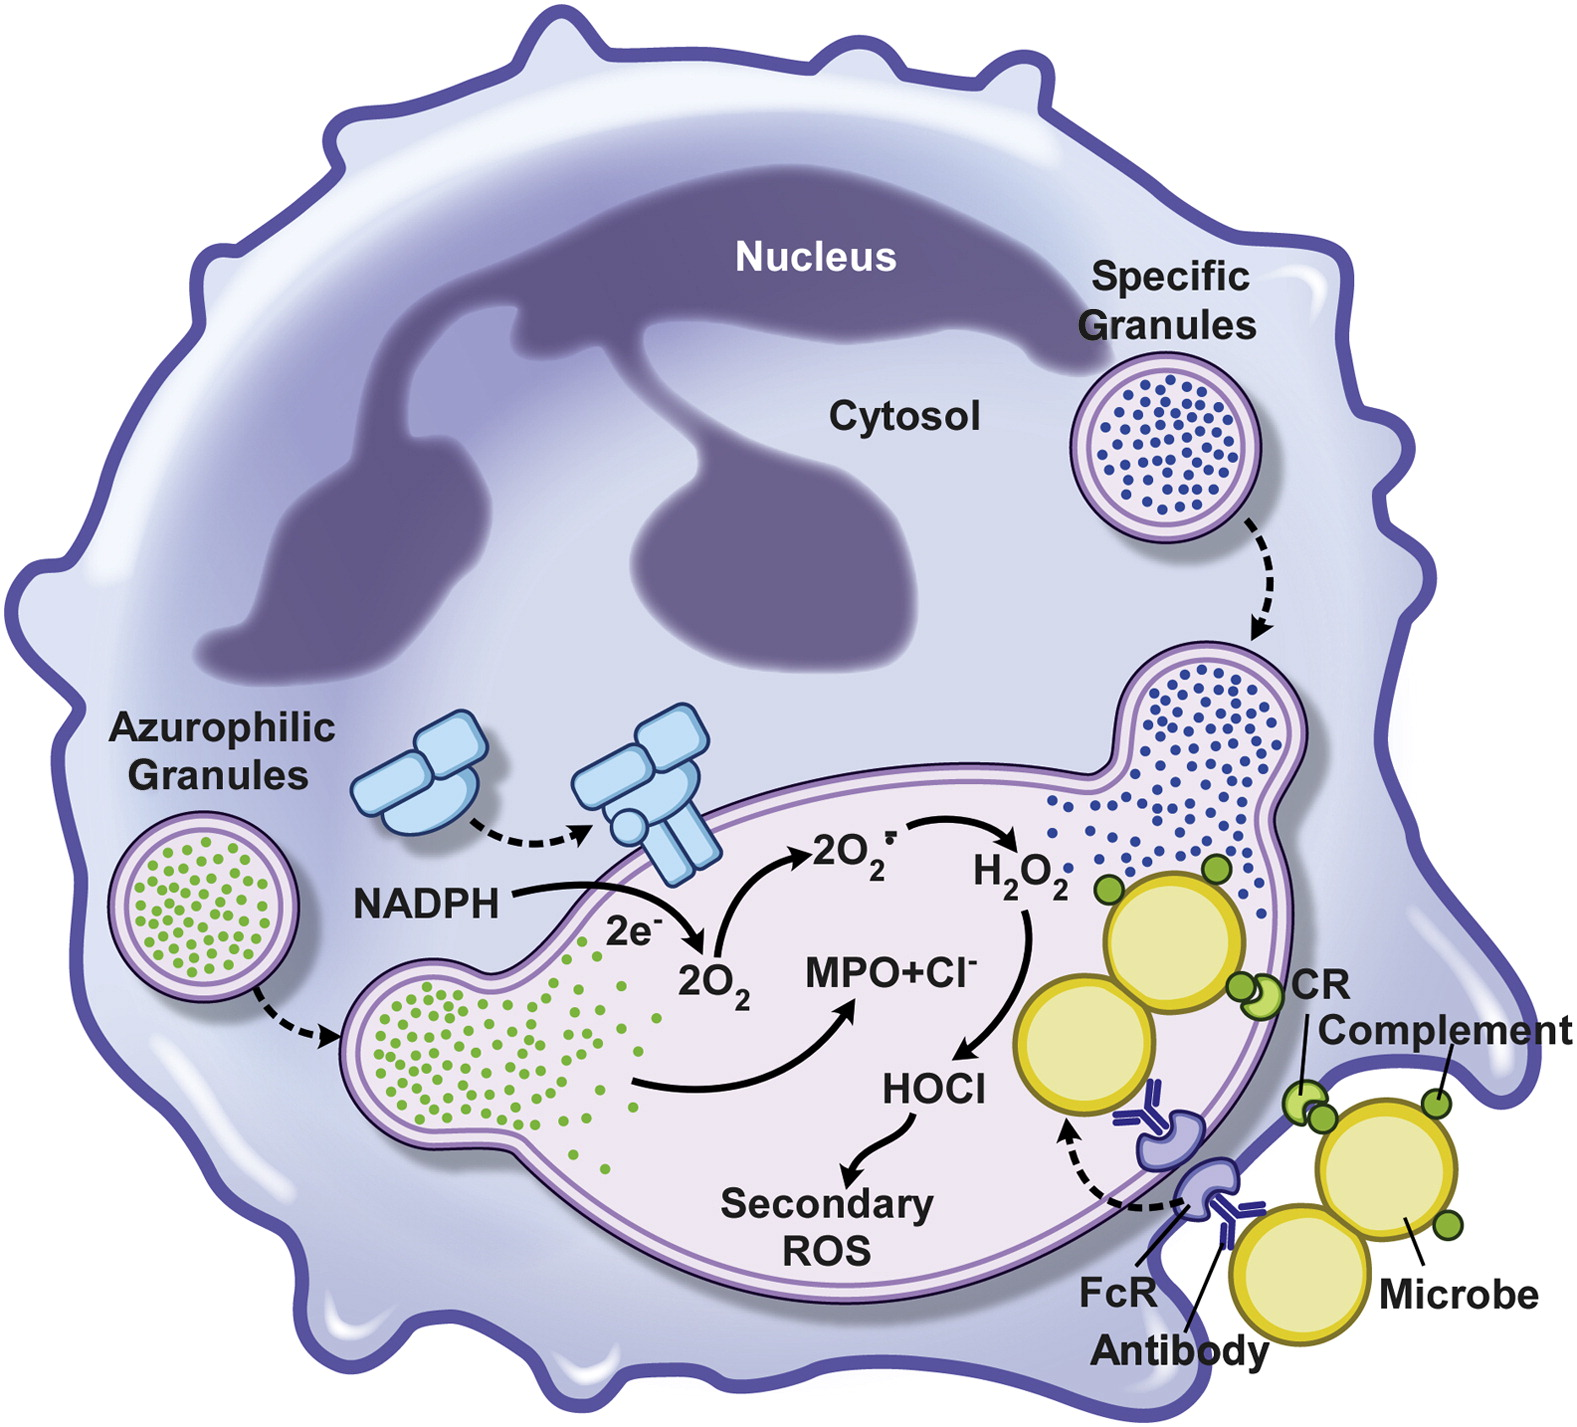 Nucleus
Specific
Granules
Cytosol
Azurophilic
Granules
NADPH
2e⁻
2O₂
2O₂•⁻
H₂O₂
MPO+Cl⁻
HOCl
Secondary
ROS
CR
Complement
FcR
Antibody
Microbe